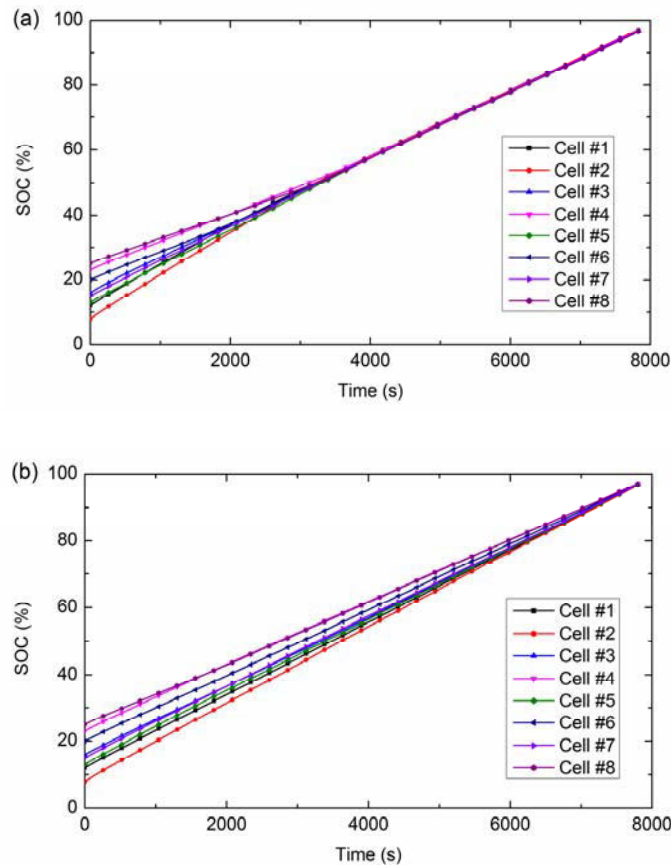 (a)
100
80
60
40
20
0
SOC (%)
Cell #1
Cell #2
Cell #3
Cell #4
Cell #5
Cell #6
Cell #7
Cell #8
0 2000 4000 6000 8000
Time (s)
(b)
100
80
60
40
20
0
SOC (%)
Cell #1
Cell #2
Cell #3
Cell #4
Cell #5
Cell #6
Cell #7
Cell #8
0 2000 4000 6000 8000
Time (s)